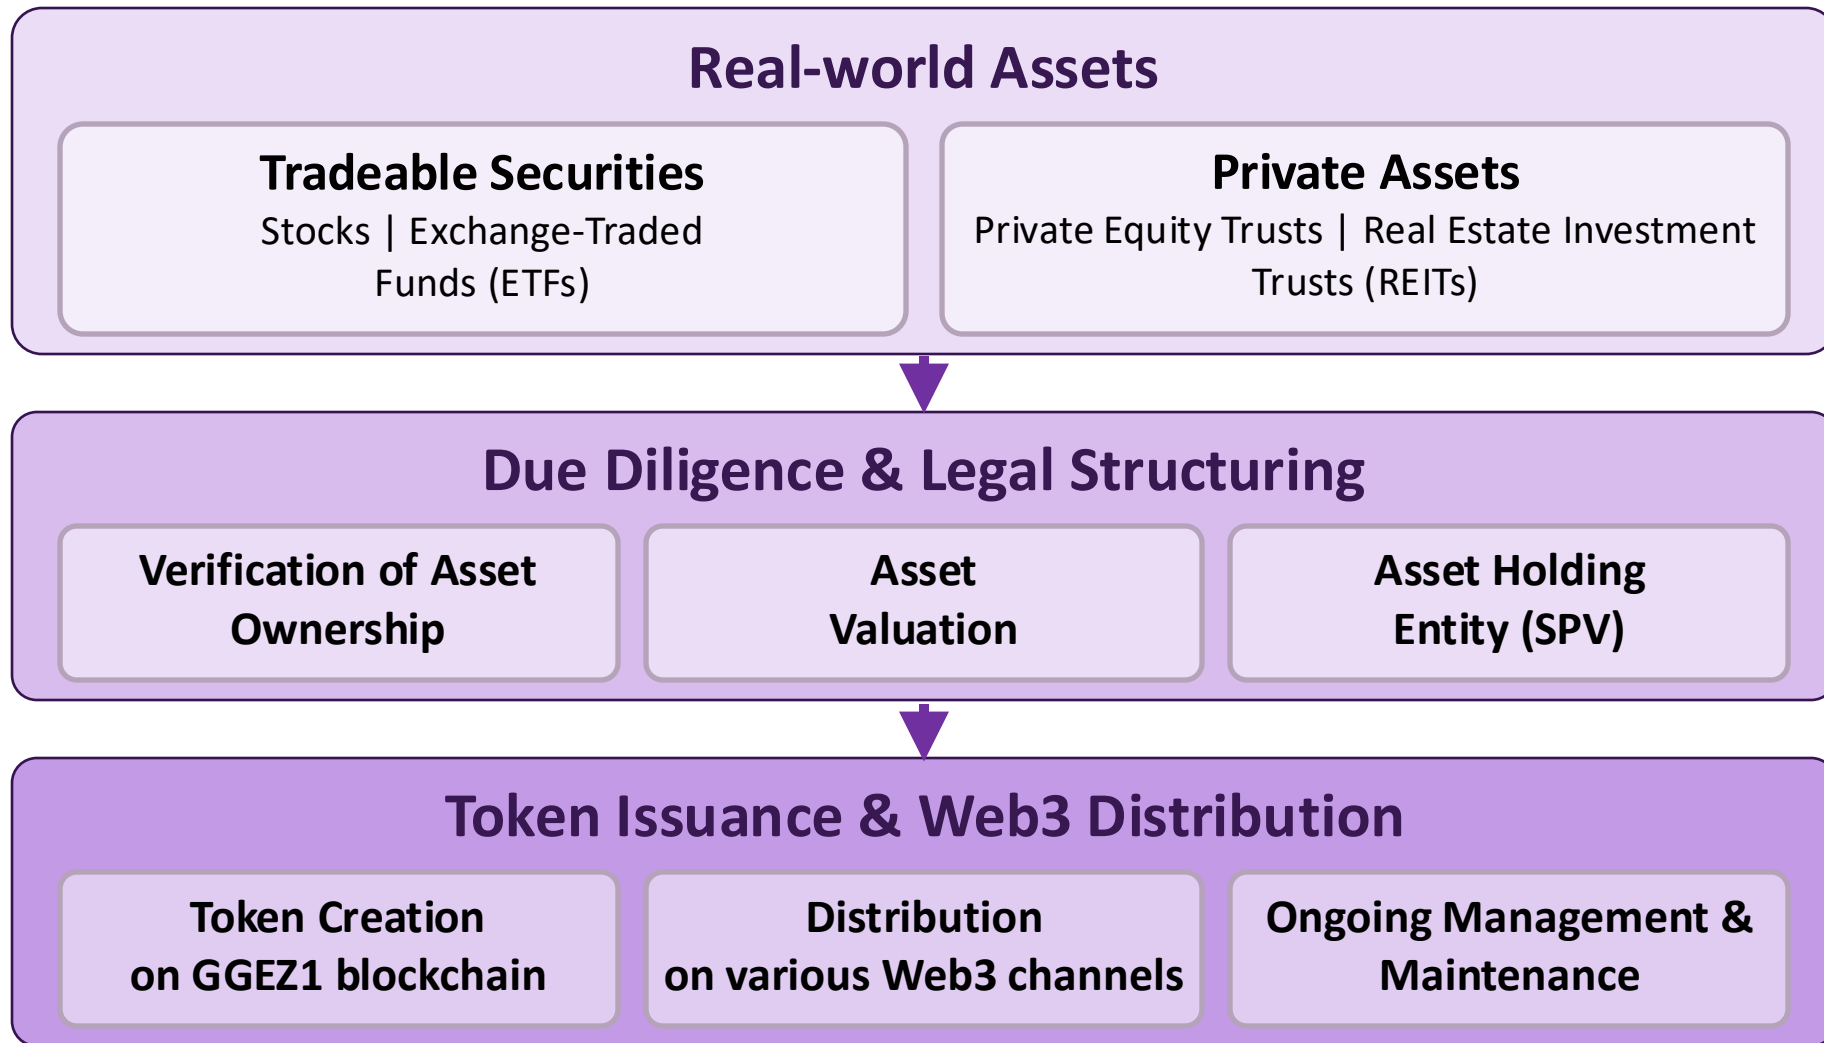 Real-world Assets
Tradeable Securities
Stocks | Exchange-Traded
Funds (ETFs)
Private Assets
Private Equity Trusts | Real Estate Investment
Trusts (REITs)
Due Diligence & Legal Structuring
Verification of Asset
Ownership
Asset
Valuation
Asset Holding
Entity (SPV)
Token Issuance & Web3 Distribution
Token Creation
on GGEZ1 blockchain
Distribution
on various Web3 channels
Ongoing Management &
Maintenance